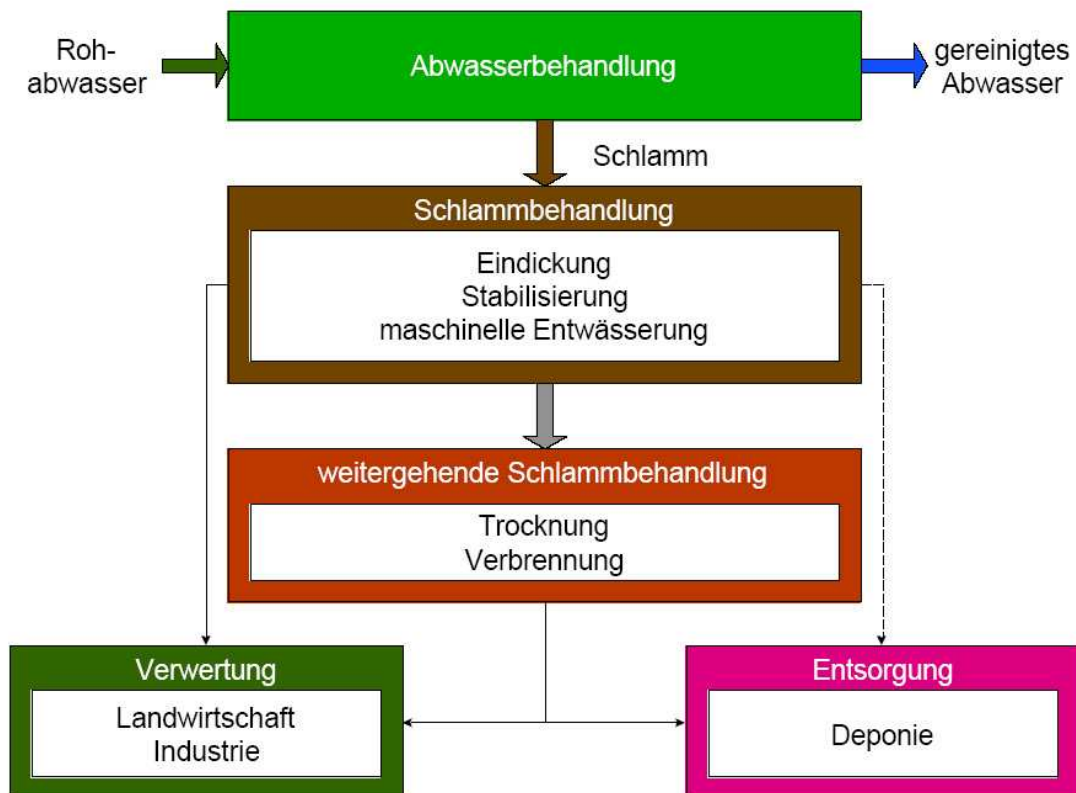 Roh-
abwasser
Abwasserbehandlung
gereinigtes
Abwasser
Schlamm
Schlammbehandlung
Eindickung
Stabilisierung
maschinelle Entwässerung
weitergehende Schlammbehandlung
Trocknung
Verbrennung
Verwertung
Landwirtschaft
Industrie
Entsorgung
Deponie